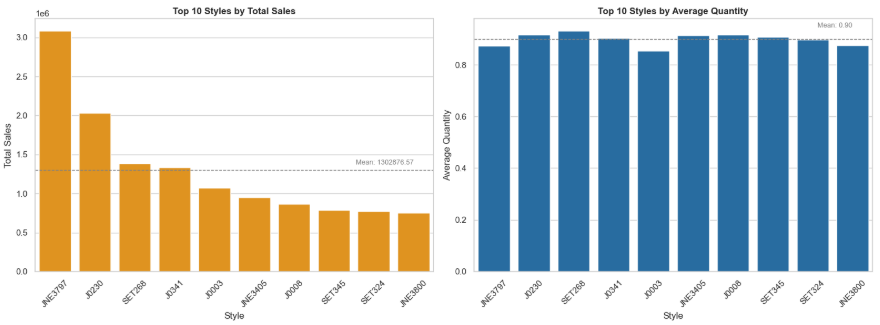 Top 10 Styles by Total Sales
1e6
3.0
2.5
2.0
1.5
1.0
0.5
0.0
Total Sales
Mean: 1302876.57
JNE3797
J0230
SET268
J0341
J0003
JNE3405
J0008
SET345
SET324
JNE3800
Style
Top 10 Styles by Average Quantity
Mean: 0.90
0.8
0.6
0.4
0.2
0.0
Average Quantity
JNE3797
J0230
SET268
J0341
J0003
JNE3405
J0008
SET345
SET324
JNE3800
Style